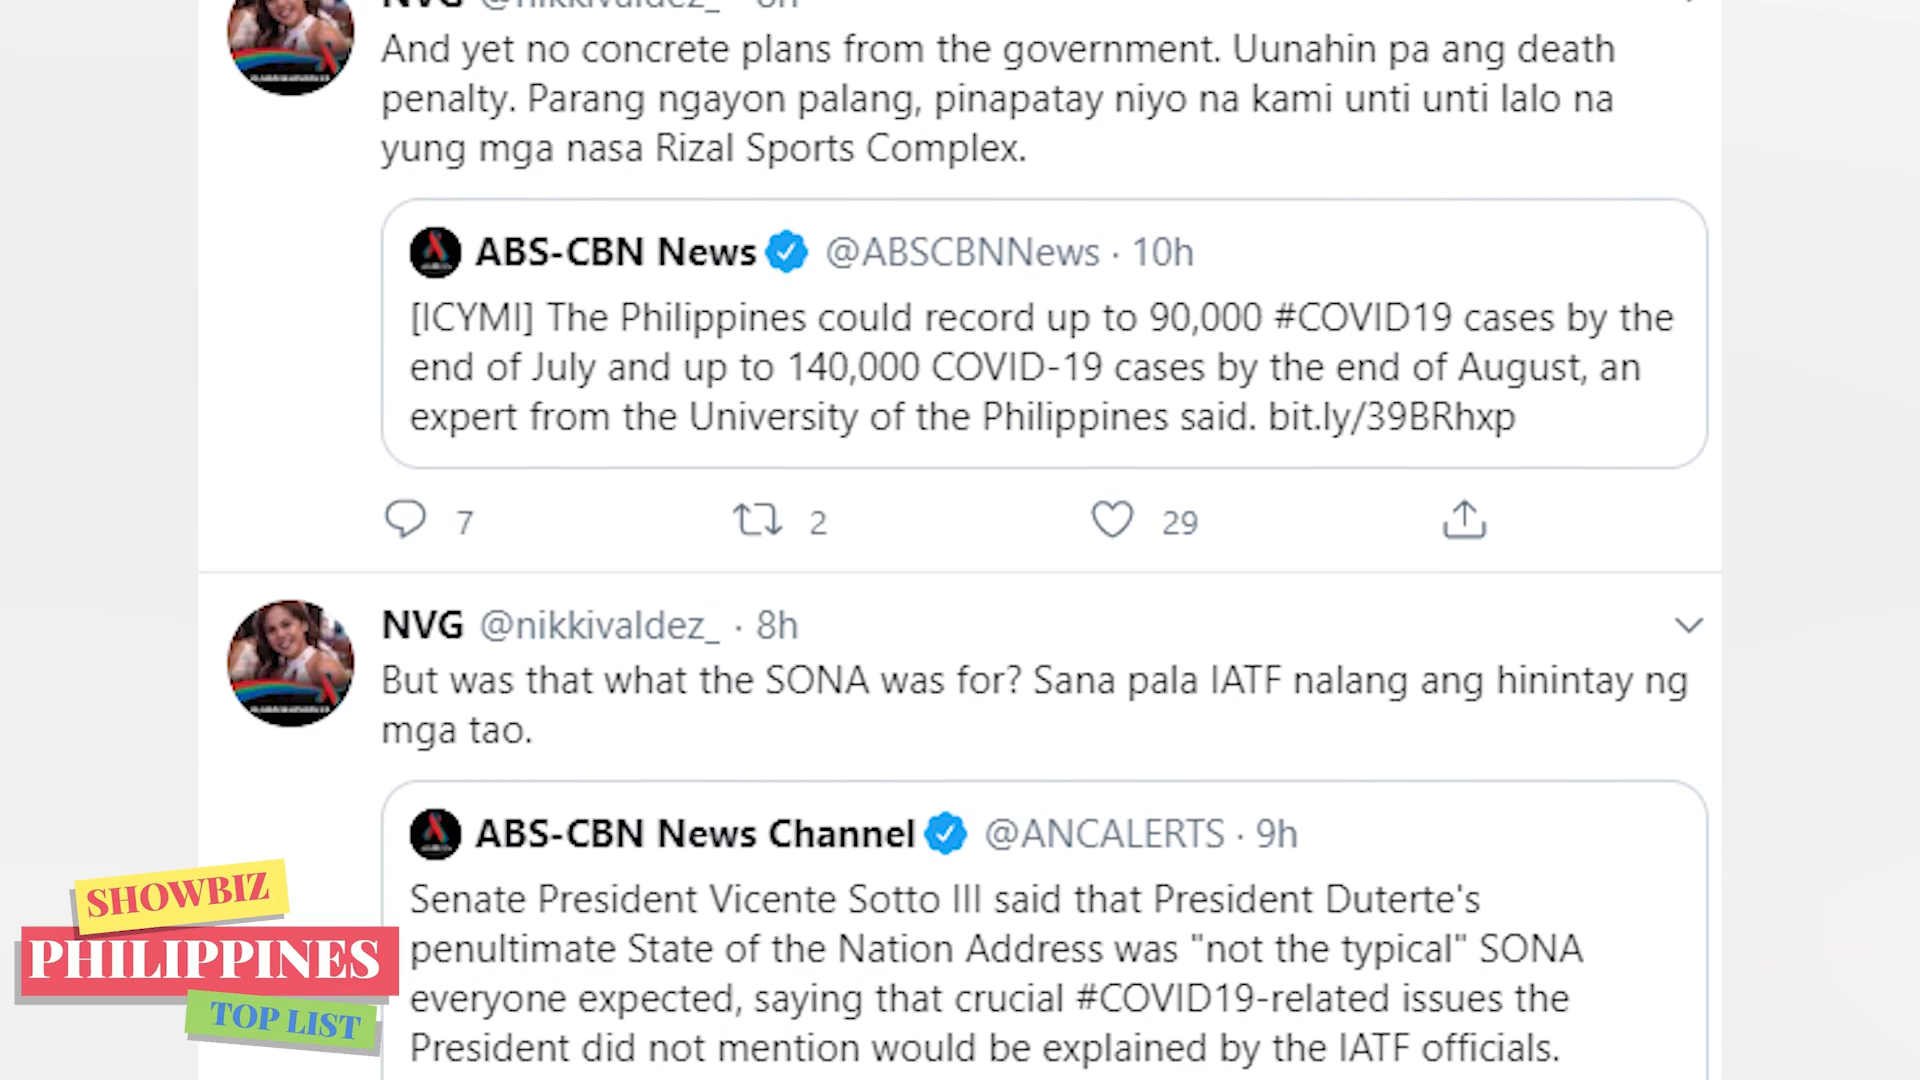 NVG @nikkivaldez_ · 8h
And yet no concrete plans from the government. Uunahin pa ang death
penalty. Parang ngayon palang, pinapatay niyo na kami unti unti lalo na
yung mga nasa Rizal Sports Complex.
ABS-CBN News @ABSCBNNews · 10h
[ICYMI] The Philippines could record up to 90,000 #COVID19 cases by the
end of July and up to 140,000 COVID-19 cases by the end of August, an
expert from the University of the Philippines said. bit.ly/39BRhxp
7 2 29
NVG @nikkivaldez_ · 8h
But was that what the SONA was for? Sana pala IATF nalang ang hinintay ng
mga tao.
ABS-CBN News Channel @ANCALERTS · 9h
Senate President Vicente Sotto III said that President Duterte's
penultimate State of the Nation Address was "not the typical" SONA
everyone expected, saying that crucial #COVID19-related issues the
President did not mention would be explained by the IATF officials.
SHOWBIZ
PHILIPPINES
TOP LIST